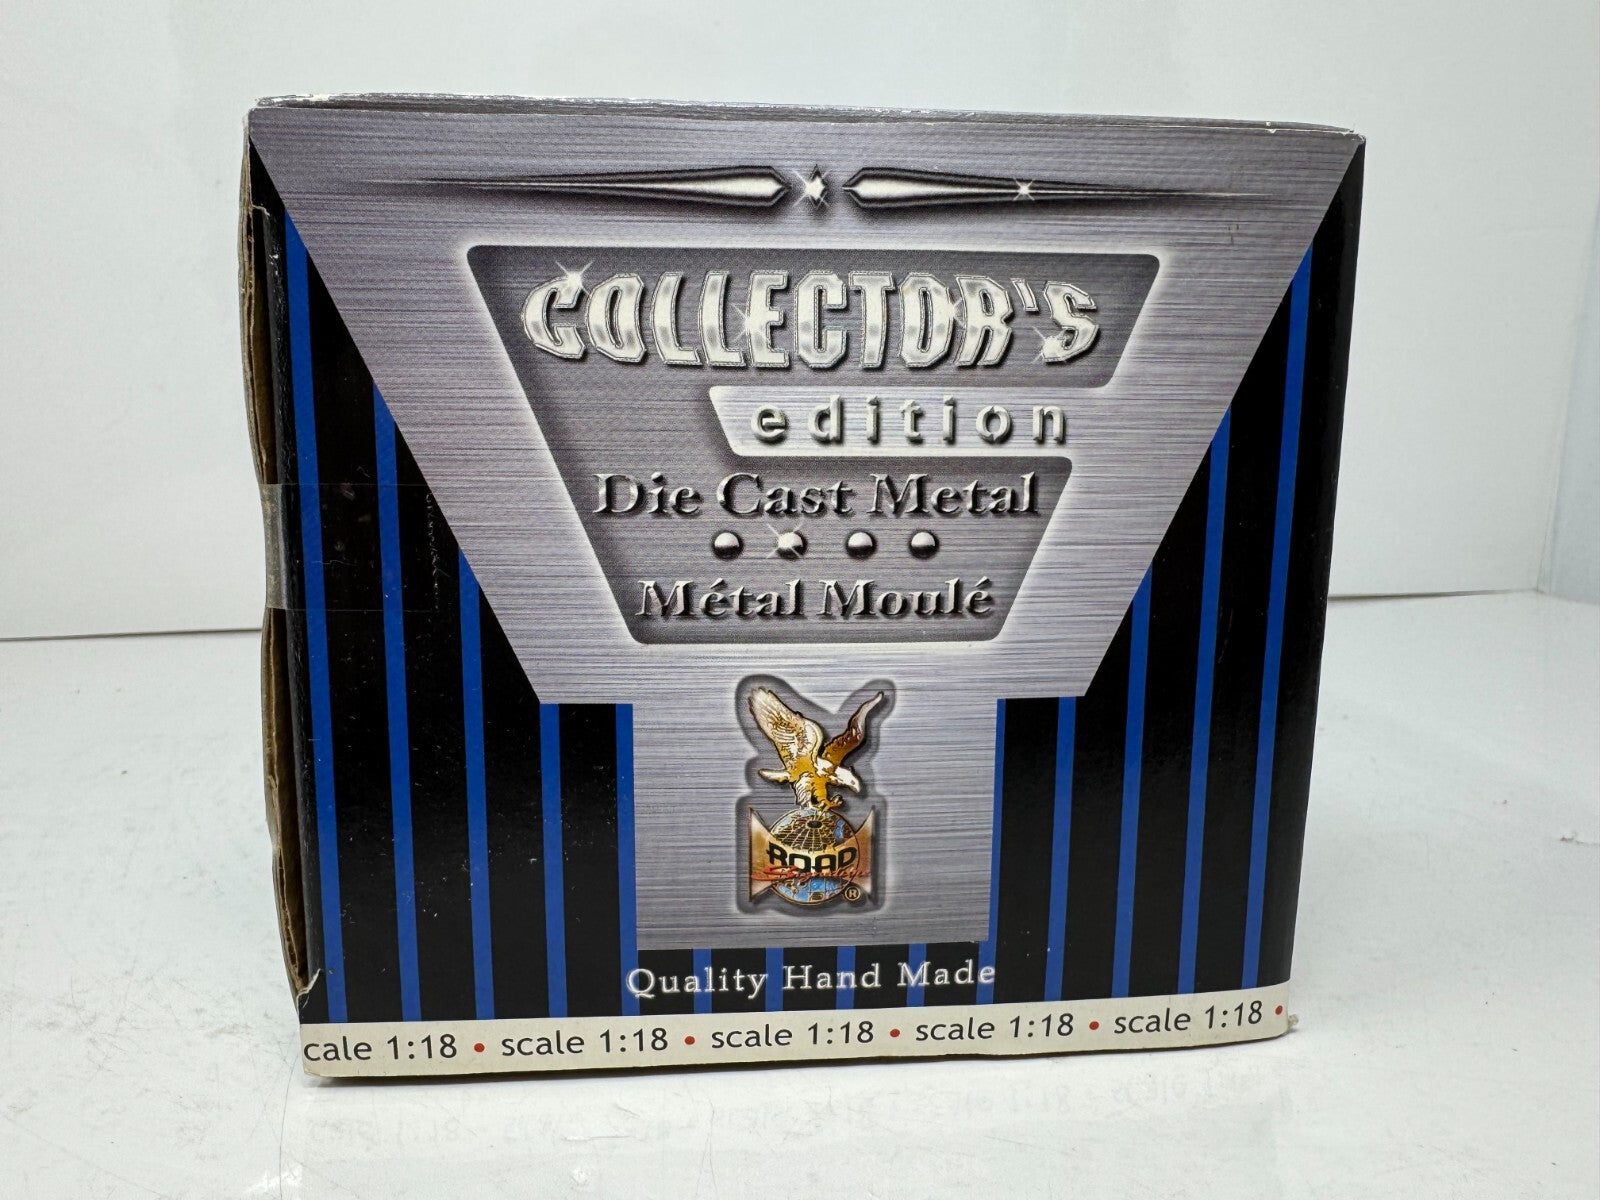 COLLECTOR'S
edition
Die Cast Metal
Métal Moulé
ROAD
Signature
®
Quality Hand Made
cale 1:18 • scale 1:18 • scale 1:18 • scale 1:18 • scale 1:18 •